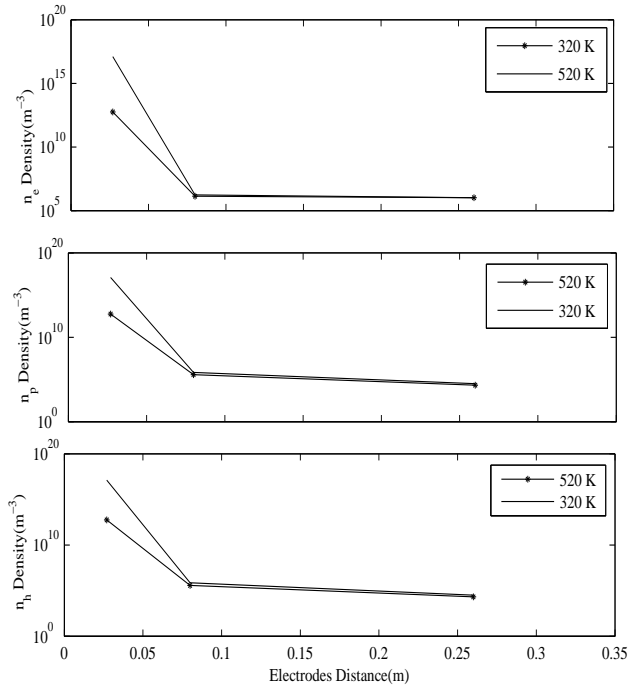 10^20
10^15
10^10
10^5
n_e Density(m^−3)
320 K
520 K
10^20
10^10
10^0
n_p Density(m^−3)
520 K
320 K
10^20
10^10
10^0
n_h Density(m^−3)
520 K
320 K
0 0.05 0.1 0.15 0.2 0.25 0.3 0.35
Electrodes Distance(m)